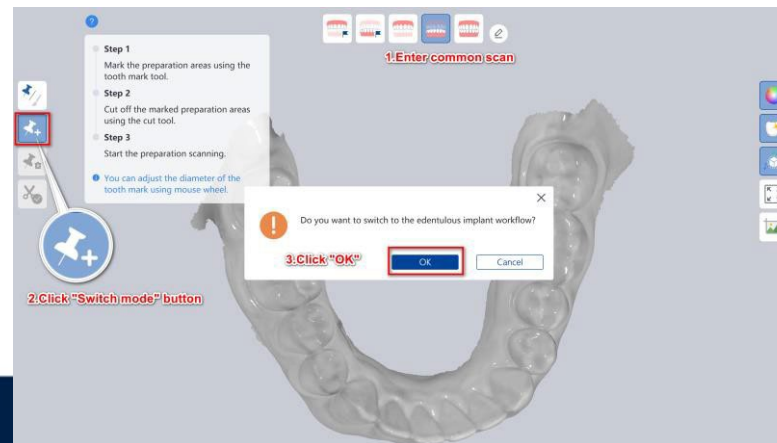 ?
1.Enter common scan
Step 1
Mark the preparation areas using the
tooth mark tool.
Step 2
Cut off the marked preparation areas
using the cut tool.
Step 3
Start the preparation scanning.
You can adjust the diameter of the
tooth mark using mouse wheel.
Do you want to switch to the edentulous implant workflow?
3.Click "OK"
OK
Cancel
2.Click "Switch mode" button